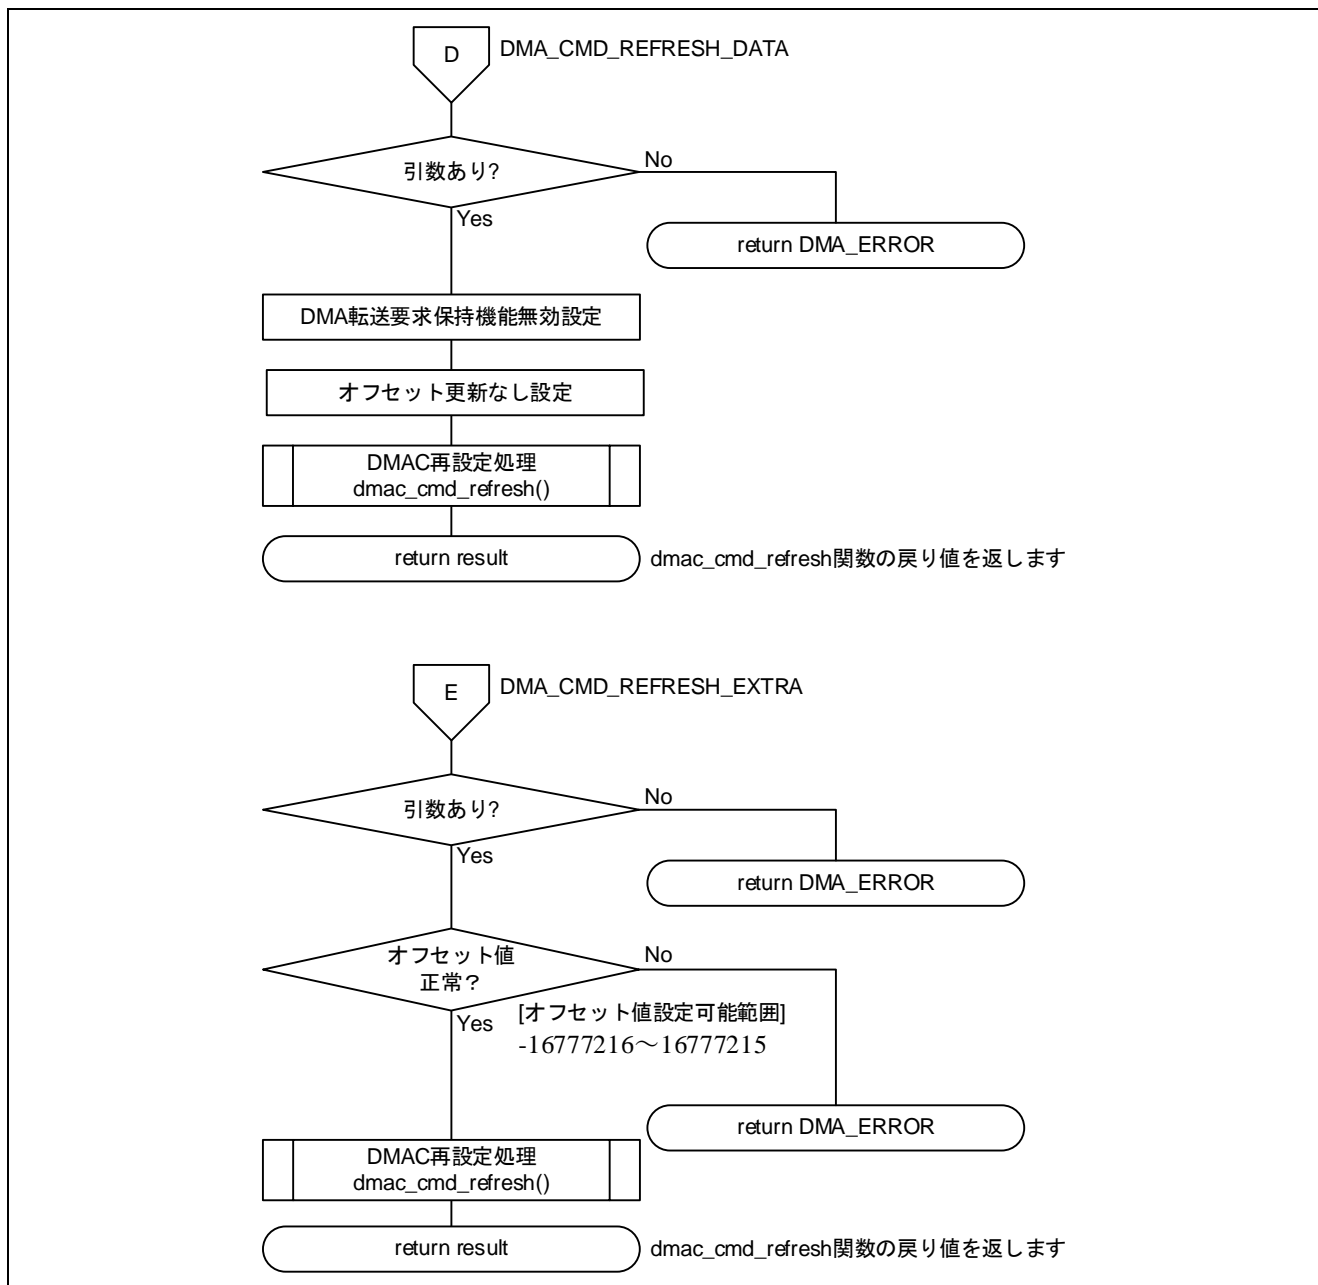 D
DMA_CMD_REFRESH_DATA
引数あり?
No
Yes
return DMA_ERROR
DMA転送要求保持機能無効設定
オフセット更新なし設定
DMAC再設定処理
dmac_cmd_refresh()
return result
dmac_cmd_refresh関数の戻り値を返します
E
DMA_CMD_REFRESH_EXTRA
引数あり?
No
Yes
return DMA_ERROR
オフセット値
正常？
No
Yes
[オフセット値設定可能範囲]
-16777216～16777215
return DMA_ERROR
DMAC再設定処理
dmac_cmd_refresh()
return result
dmac_cmd_refresh関数の戻り値を返します